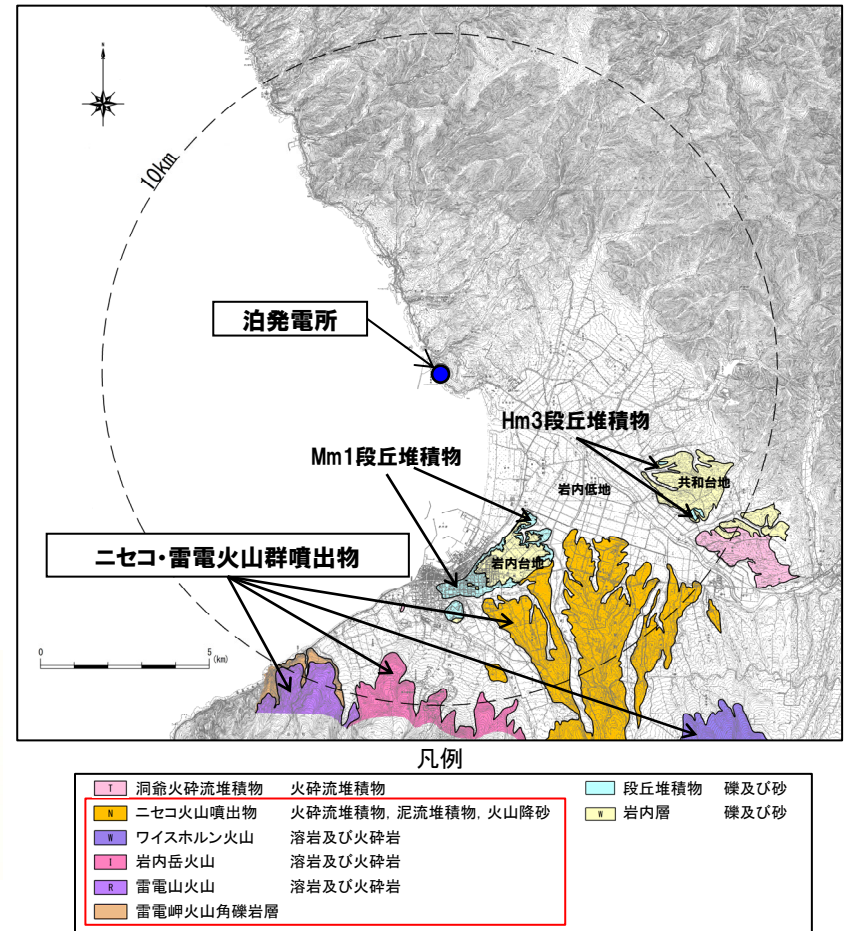 10km
泊発電所
Hm3段丘堆積物
Mm1段丘堆積物
共和台地
岩内低地
ニセコ・雷電火山群噴出物
岩内台地
0 5
(km)
凡例
T 洞爺火砕流堆積物 火砕流堆積物
N ニセコ火山噴出物 火砕流堆積物, 泥流堆積物, 火山降砂
W ワイスホルン火山 溶岩及び火砕岩
I 岩内岳火山 溶岩及び火砕岩
R 雷電山火山 溶岩及び火砕岩
雷電岬火山角礫岩層
段丘堆積物 礫及び砂
W 岩内層 礫及び砂